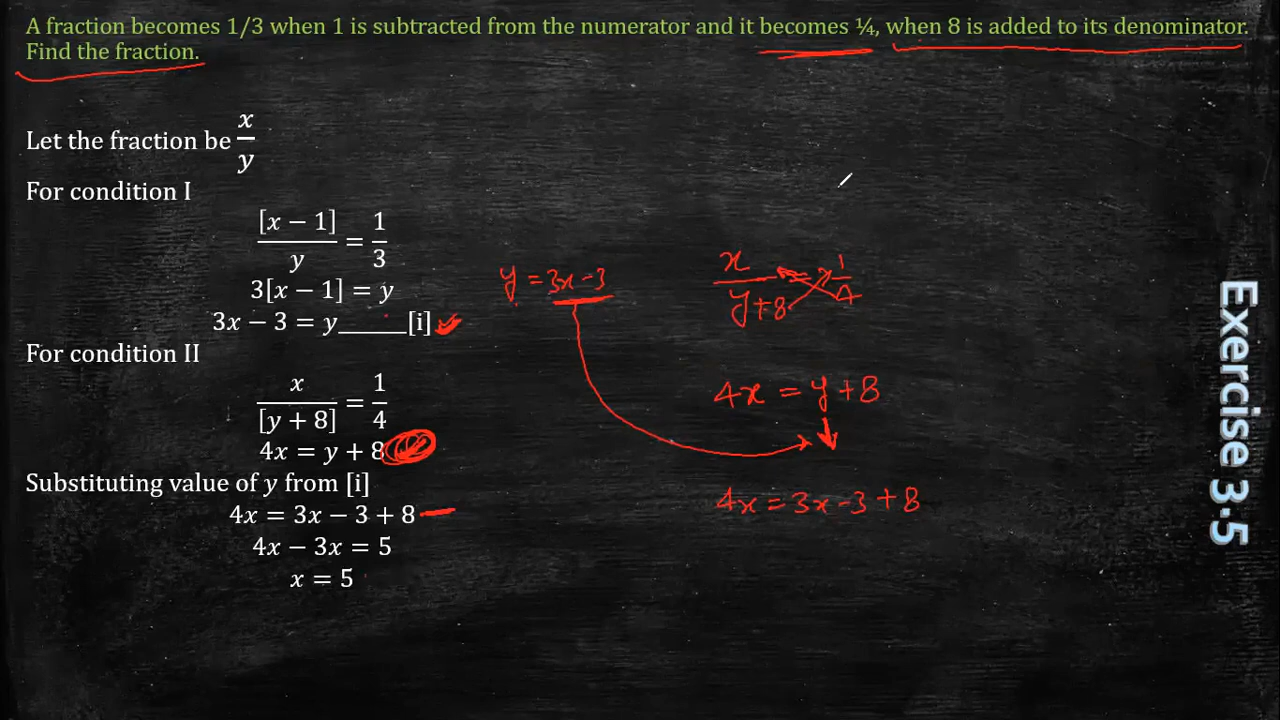 A fraction becomes 1/3 when 1 is subtracted from the numerator and it becomes ¼, when 8 is added to its denominator.
Find the fraction.
Let the fraction be x/y
For condition I
[x − 1]/y = 1/3
3[x − 1] = y
3x − 3 = y_____[i]
For condition II
x/[y + 8] = 1/4
4x = y + 8
Substituting value of y from [i]
4x = 3x − 3 + 8
4x − 3x = 5
x = 5
y = 3x − 3
x/y+8 = 1/4
4x = y + 8
4x = 3x − 3 + 8
Exercise 3.5